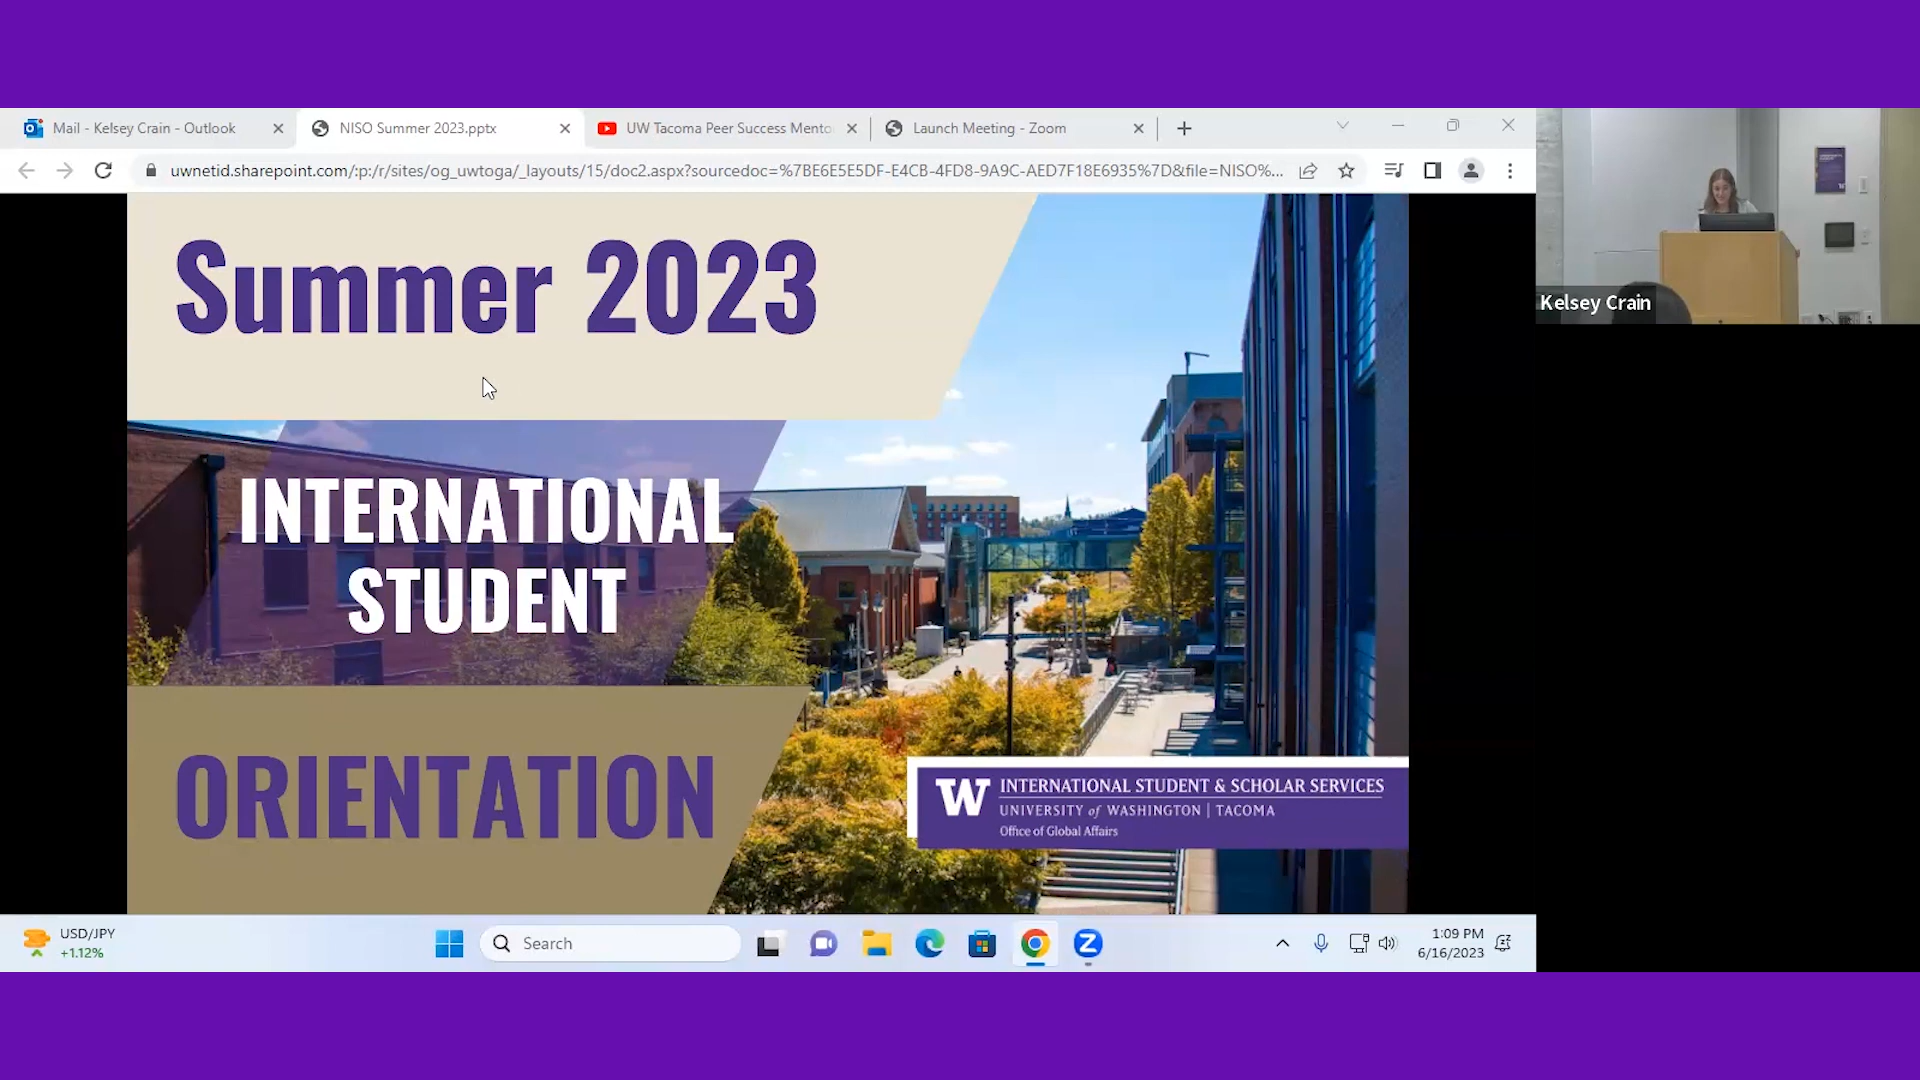 Mail - Kelsey Crain - Outlook
NISO Summer 2023.pptx
UW Tacoma Peer Success Mento
Launch Meeting - Zoom
uwnetid.sharepoint.com/:p:/r/sites/og_uwtoga/_layouts/15/doc2.aspx?sourcedoc=%7BE6E5E5DF-E4CB-4FD8-9A9C-AED7F18E6935%7D&file=NISO%...
Summer 2023
INTERNATIONAL
STUDENT
ORIENTATION
W
INTERNATIONAL STUDENT & SCHOLAR SERVICES
UNIVERSITY of WASHINGTON | TACOMA
Office of Global Affairs
Kelsey Crain
USD/JPY
+1.12%
Search
1:09 PM
6/16/2023